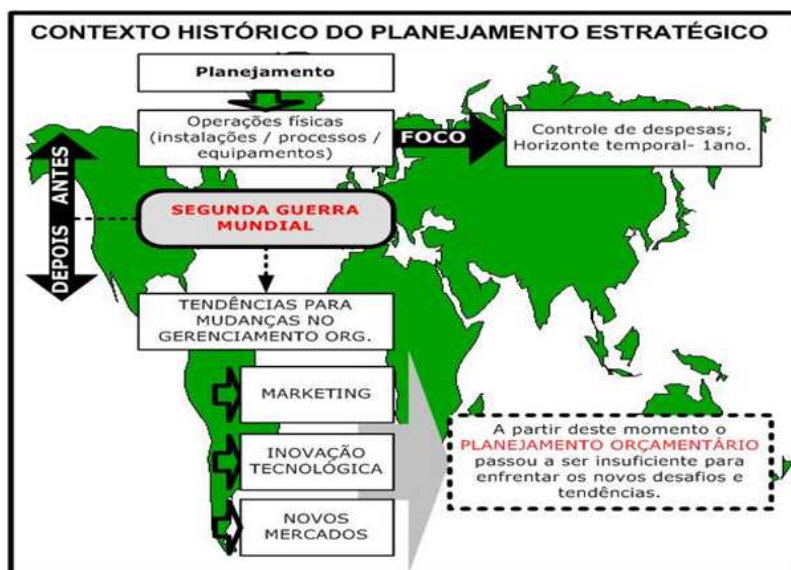 CONTEXTO HISTÓRICO DO PLANEJAMENTO ESTRATÉGICO
Planejamento
Operações físicas
(instalações / processos /
equipamentos)
FOCO
Controle de despesas;
Horizonte temporal- 1ano.
ANTES
DEPOIS
SEGUNDA GUERRA
MUNDIAL
TENDÊNCIAS PARA
MUDANÇAS NO
GERENCIAMENTO ORG.
MARKETING
INOVAÇÃO
TECNOLÓGICA
NOVOS
MERCADOS
A partir deste momento o
PLANEJAMENTO ORÇAMENTÁRIO
passou a ser insuficiente para
enfrentar os novos desafios e
tendências.